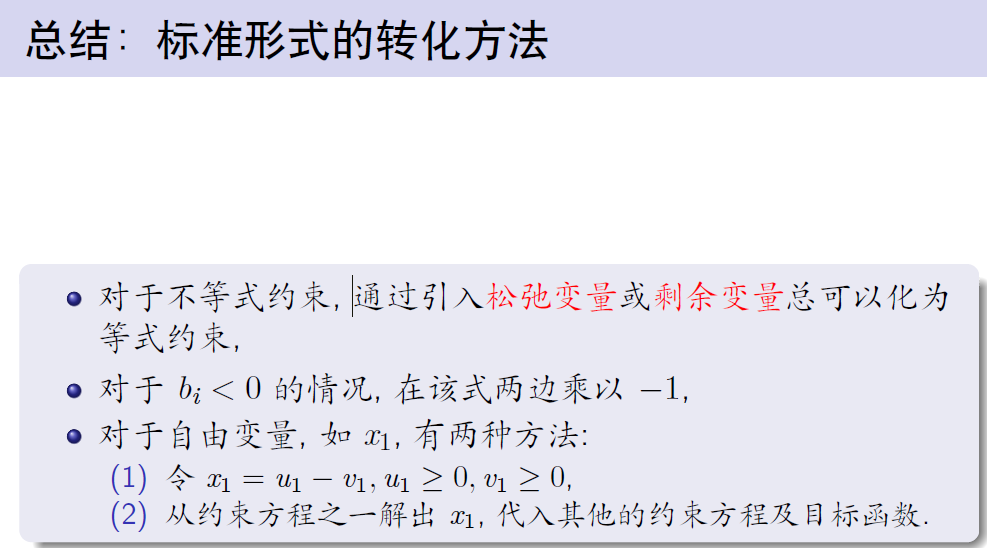 总结：标准形式的转化方法
对于不等式约束, 通过引入松弛变量或剩余变量总可以化为
等式约束,
对于 $b_i < 0$ 的情况, 在该式两边乘以 $-1$,
对于自由变量, 如 $x_1$, 有两种方法:
(1) 令 $x_1 = u_1 - v_1, u_1 \geq 0, v_1 \geq 0$,
(2) 从约束方程之一解出 $x_1$, 代入其他的约束方程及目标函数.